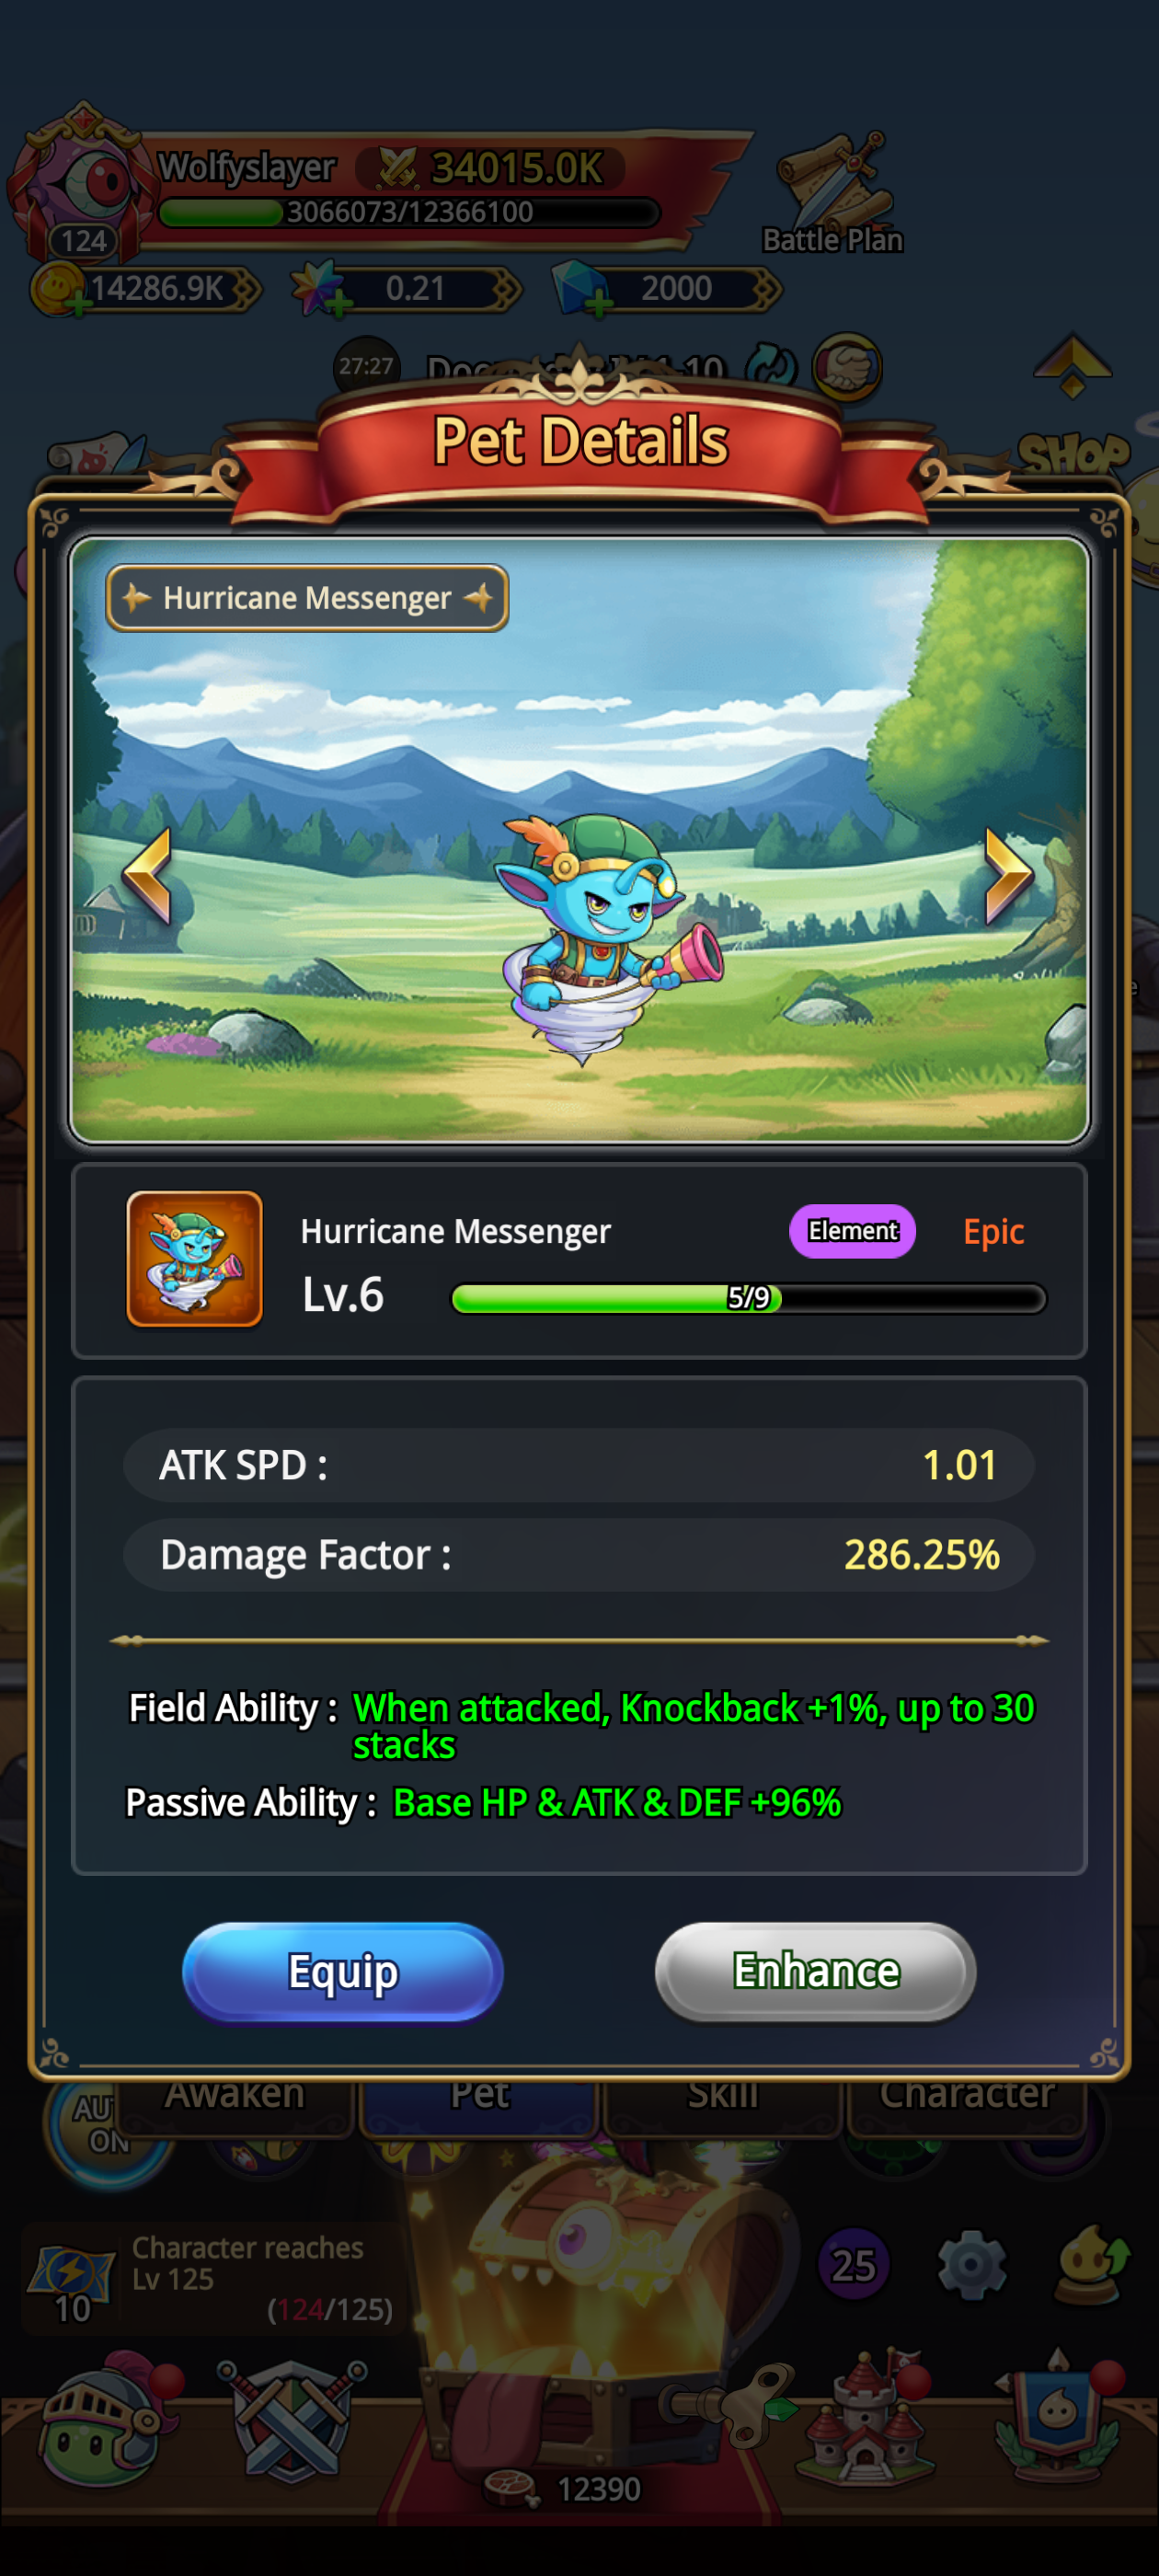 Wolfyslayer
34015.0K
3066073/12366100
124
Battle Plan
14286.9K
0.21
2000
27:27
-10
SHOP
Pet Details
Hurricane Messenger
Hurricane Messenger
Element
Epic
Lv.6
5/9
ATK SPD :
1.01
Damage Factor :
286.25%
Field Ability : When attacked, Knockback +1%, up to 30
stacks
Passive Ability : Base HP & ATK & DEF +96%
Equip
Enhance
Awaken
Pet
Skill
Character
ON
Character reaches
Lv 125
(124/125)
10
25
12390